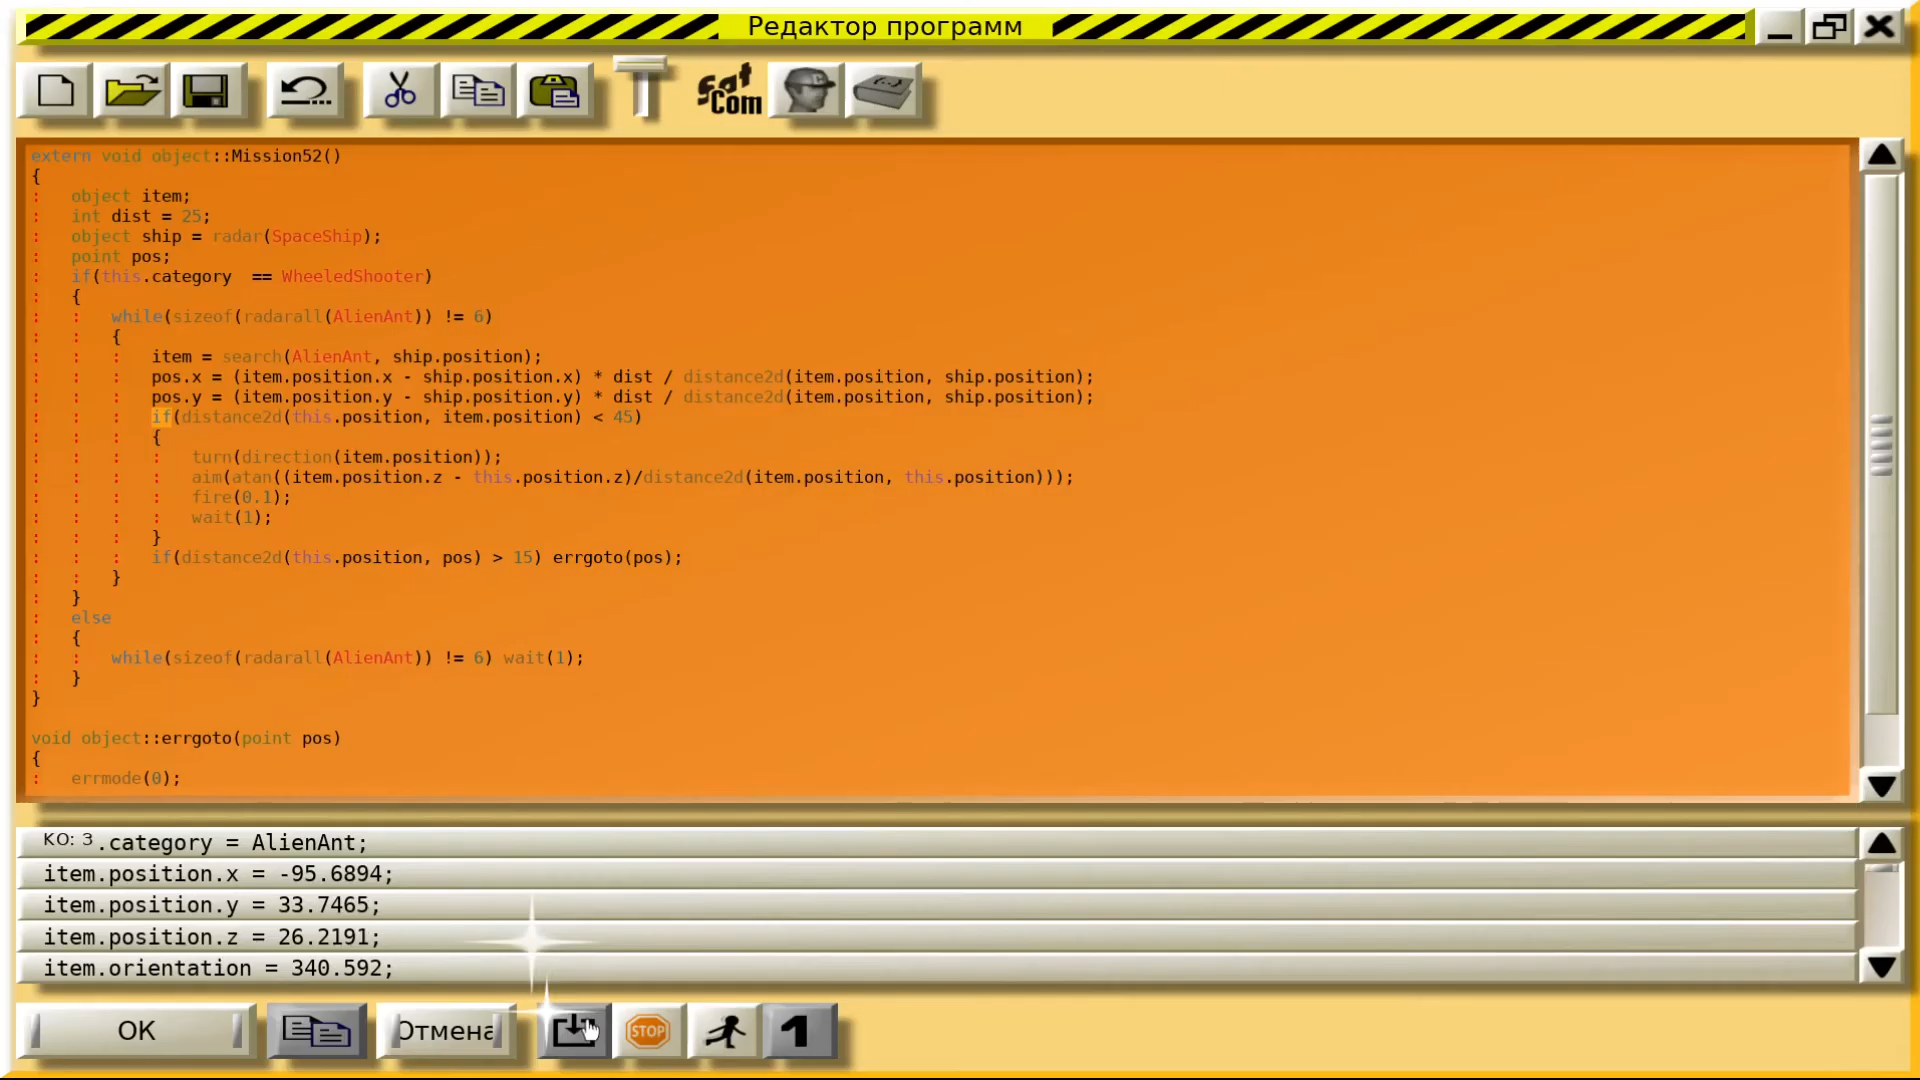 Редактор программ
Sat
Com
extern void object::Mission52()
{
:   object item;
:   int dist = 25;
:   object ship = radar(SpaceShip);
:   point pos;
:   if(this.category  == WheeledShooter)
:   {
:   :   while(sizeof(radarall(AlienAnt)) != 6)
:   :   {
:   :   :   item = search(AlienAnt, ship.position);
:   :   :   pos.x = (item.position.x - ship.position.x) * dist / distance2d(item.position, ship.position);
:   :   :   pos.y = (item.position.y - ship.position.y) * dist / distance2d(item.position, ship.position);
:   :   :   if(distance2d(this.position, item.position) < 45)
:   :   :   {
:   :   :   :   turn(direction(item.position));
:   :   :   :   aim(atan((item.position.z - this.position.z)/distance2d(item.position, this.position)));
:   :   :   :   fire(0.1);
:   :   :   :   wait(1);
:   :   :   }
:   :   :   if(distance2d(this.position, pos) > 15) errgoto(pos);
:   :   }
:   }
:   else
:   {
:   :   while(sizeof(radarall(AlienAnt)) != 6) wait(1);
:   }
}
void object::errgoto(point pos)
{
:   errmode(0);
КО: 3 .category = AlienAnt;
item.position.x = -95.6894;
item.position.y = 33.7465;
item.position.z = 26.2191;
item.orientation = 340.592;
OK
Отмена
STOP
1